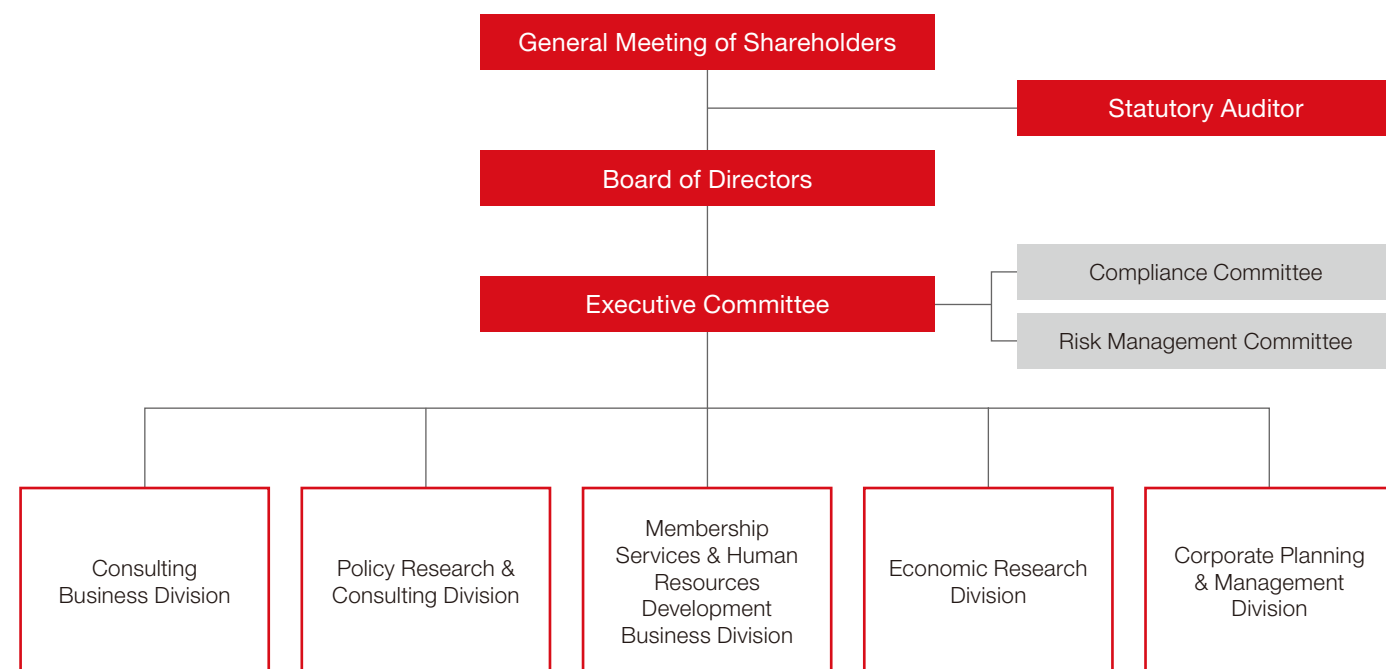 General Meeting of Shareholders
Statutory Auditor
Board of Directors
Compliance Committee
Executive Committee
Risk Management Committee
Consulting
Business Division
Policy Research &
Consulting Division
Membership
Services & Human
Resources
Development
Business Division
Economic Research
Division
Corporate Planning
& Management
Division